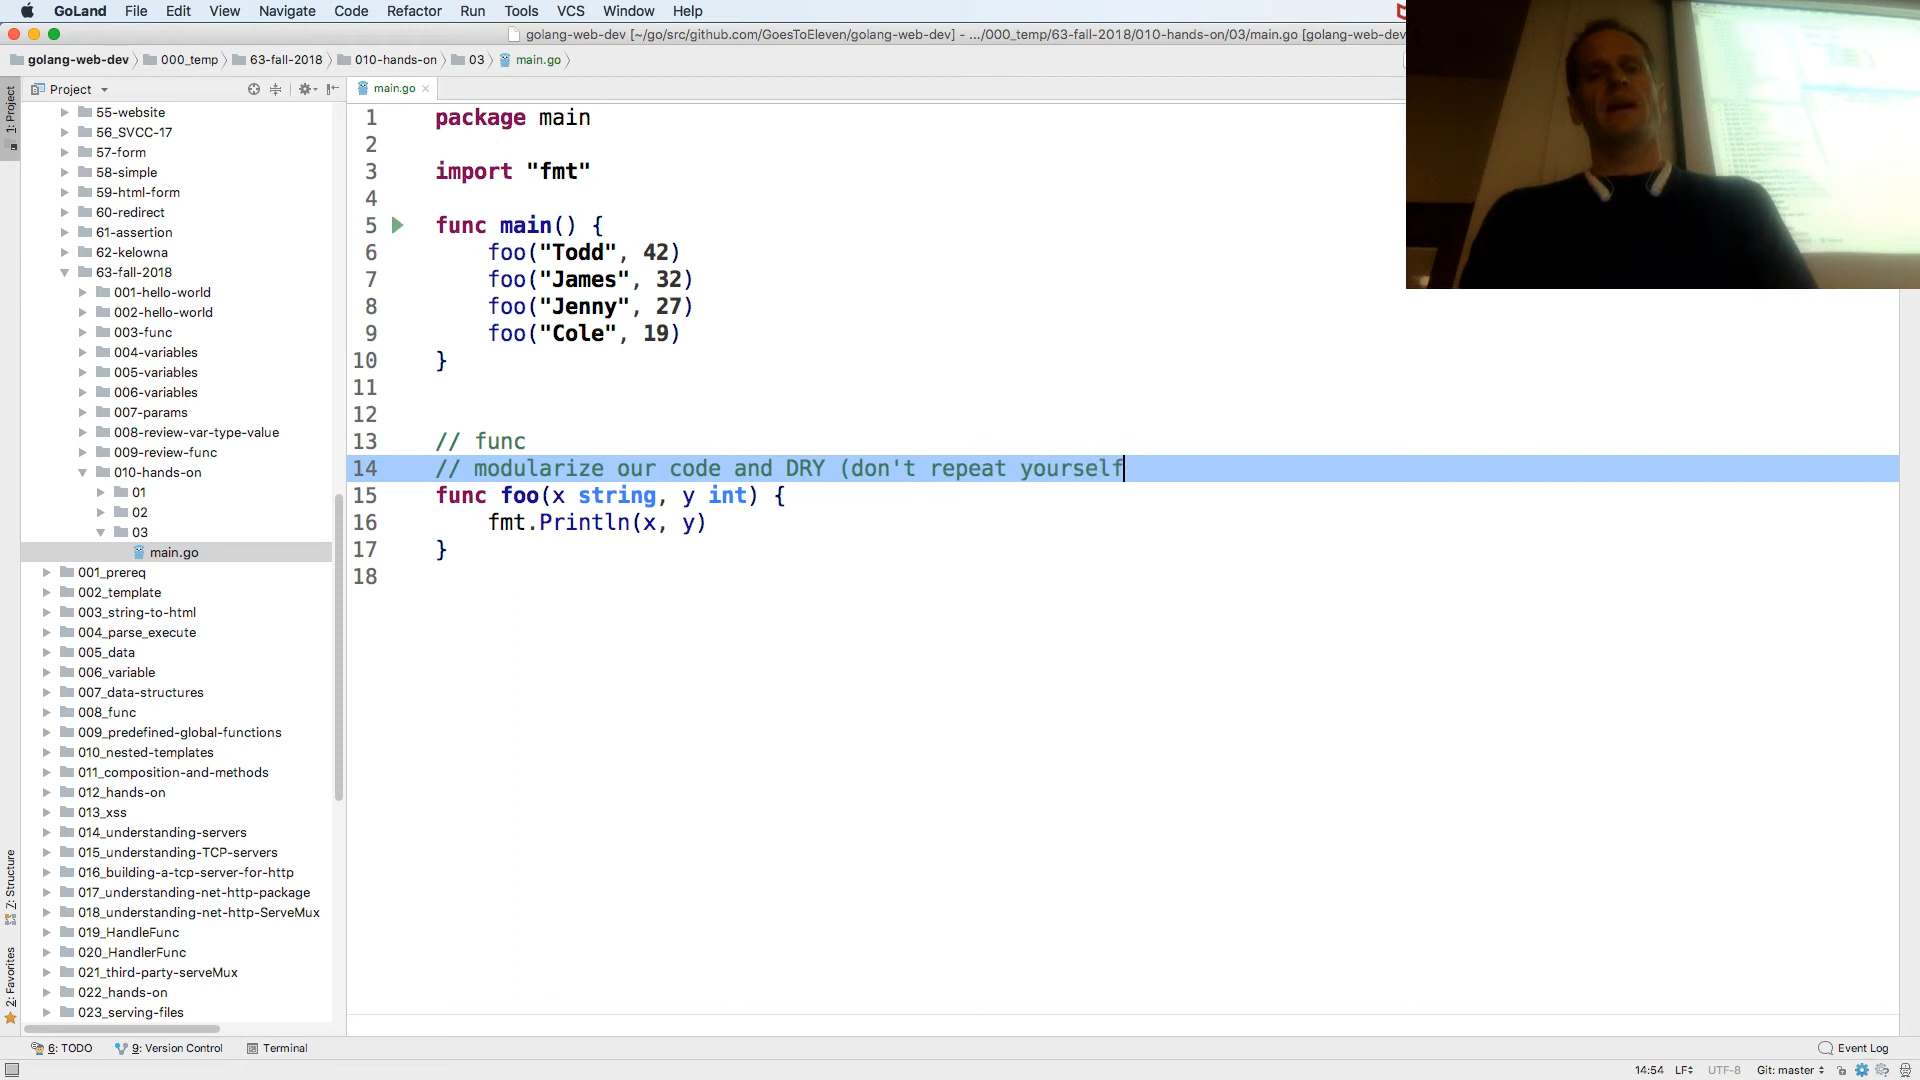 GoLand File Edit View Navigate Code Refactor Run Tools VCS Window Help
golang-web-dev [~/go/src/github.com/GoesToEleven/golang-web-dev] - .../000_temp/63-fall-2018/010-hands-on/03/main.go [golang-web-dev
golang-web-dev 000_temp 63-fall-2018 010-hands-on 03 main.go
Project
main.go
1: Project
55-website
56_SVCC-17
57-form
58-simple
59-html-form
60-redirect
61-assertion
62-kelowna
63-fall-2018
001-hello-world
002-hello-world
003-func
004-variables
005-variables
006-variables
007-params
008-review-var-type-value
009-review-func
010-hands-on
01
02
03
main.go
001_prereq
002_template
003_string-to-html
004_parse_execute
005_data
006_variable
007_data-structures
008_func
009_predefined-global-functions
010_nested-templates
011_composition-and-methods
012_hands-on
013_xss
014_understanding-servers
015_understanding-TCP-servers
016_building-a-tcp-server-for-http
017_understanding-net-http-package
018_understanding-net-http-ServeMux
019_HandleFunc
020_HandlerFunc
021_third-party-serveMux
022_hands-on
023_serving-files
7: Structure
2: Favorites
1 package main
2
3 import "fmt"
4
5 func main() {
6 foo("Todd", 42)
7 foo("James", 32)
8 foo("Jenny", 27)
9 foo("Cole", 19)
10 }
11
12
13 // func
14 // modularize our code and DRY (don't repeat yourself
15 func foo(x string, y int) {
16 fmt.Println(x, y)
17 }
18
6: TODO 9: Version Control Terminal Event Log
14:54 LF UTF-8 Git: master